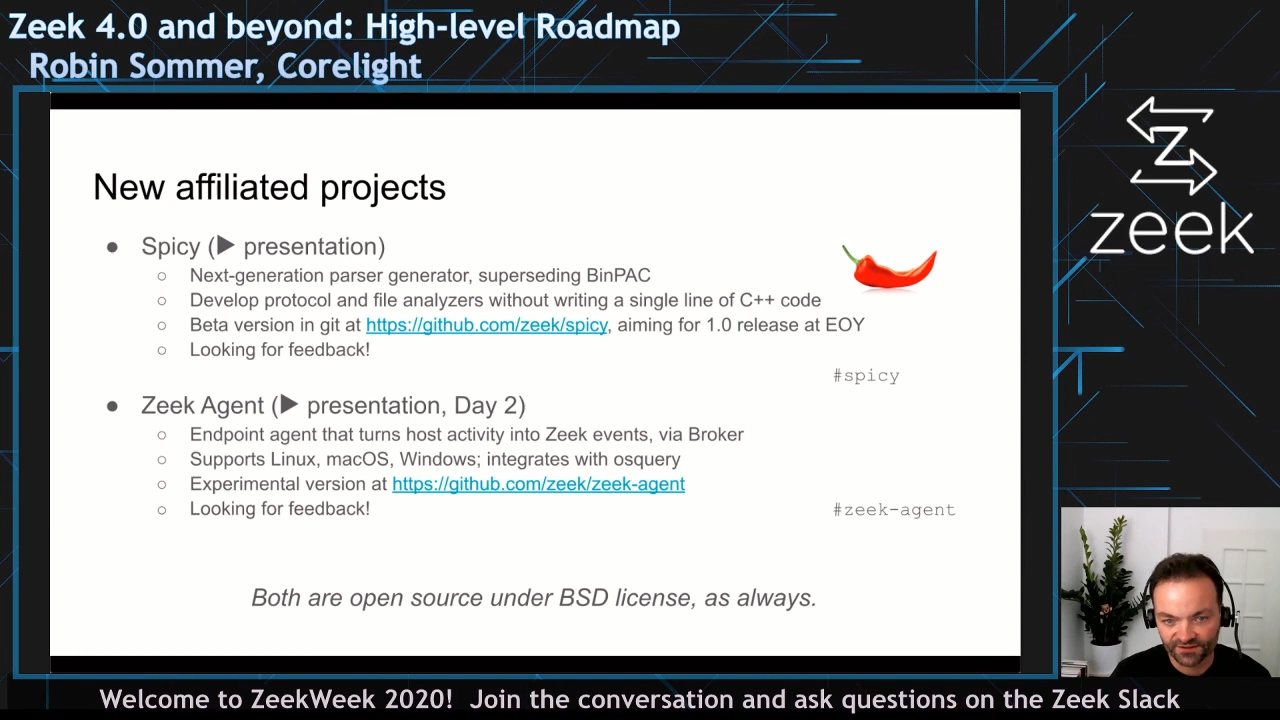 Zeek 4.0 and beyond: High-level Roadmap
Robin Sommer, Corelight
New affiliated projects
● Spicy (▶ presentation)
○ Next-generation parser generator, superseding BinPAC
○ Develop protocol and file analyzers without writing a single line of C++ code
○ Beta version in git at https://github.com/zeek/spicy, aiming for 1.0 release at EOY
○ Looking for feedback!
#spicy
● Zeek Agent (▶ presentation, Day 2)
○ Endpoint agent that turns host activity into Zeek events, via Broker
○ Supports Linux, macOS, Windows; integrates with osquery
○ Experimental version at https://github.com/zeek/zeek-agent
○ Looking for feedback!
#zeek-agent
Both are open source under BSD license, as always.
Z
zeek
Welcome to ZeekWeek 2020! Join the conversation and ask questions on the Zeek Slack